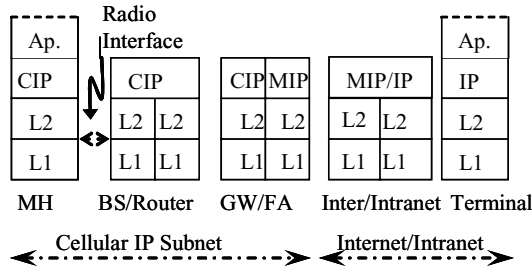 Radio
Interface
Ap. Ap.
CIP CIP CIP MIP MIP/IP IP
L2 L2 L2 L2 L2 L2 L2 L2
L1 L1 L1 L1 L1 L1 L1 L1
MH BS/Router GW/FA Inter/Intranet Terminal
Cellular IP Subnet Internet/Intranet